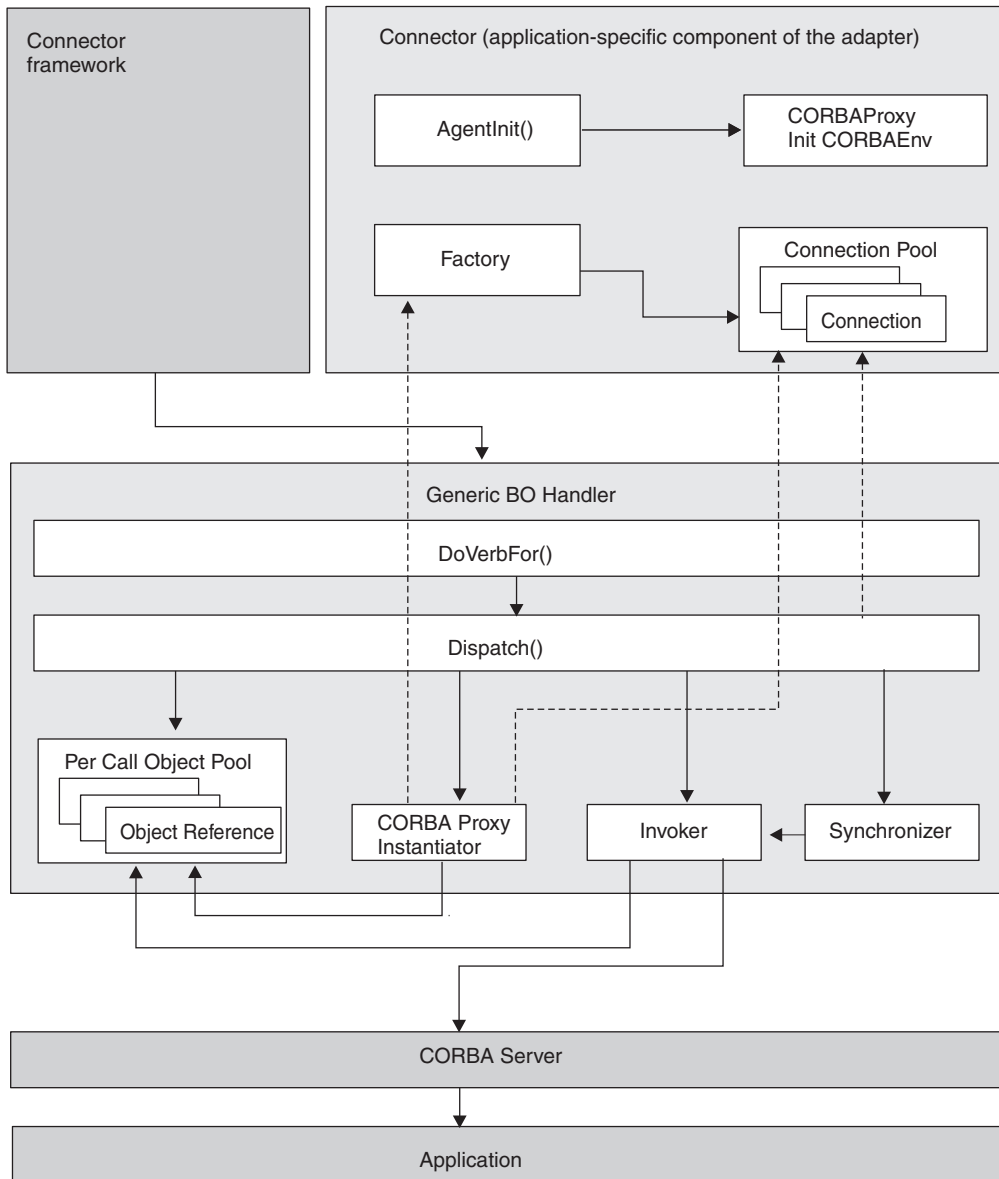 Connector
framework
Connector (application-specific component of the adapter)
AgentInit()
CORBAProxy
Init CORBAEnv
Factory
Connection Pool
Connection
Generic BO Handler
DoVerbFor()
Dispatch()
Per Call Object Pool
Object Reference
CORBA Proxy
Instantiator
Invoker
Synchronizer
CORBA Server
Application